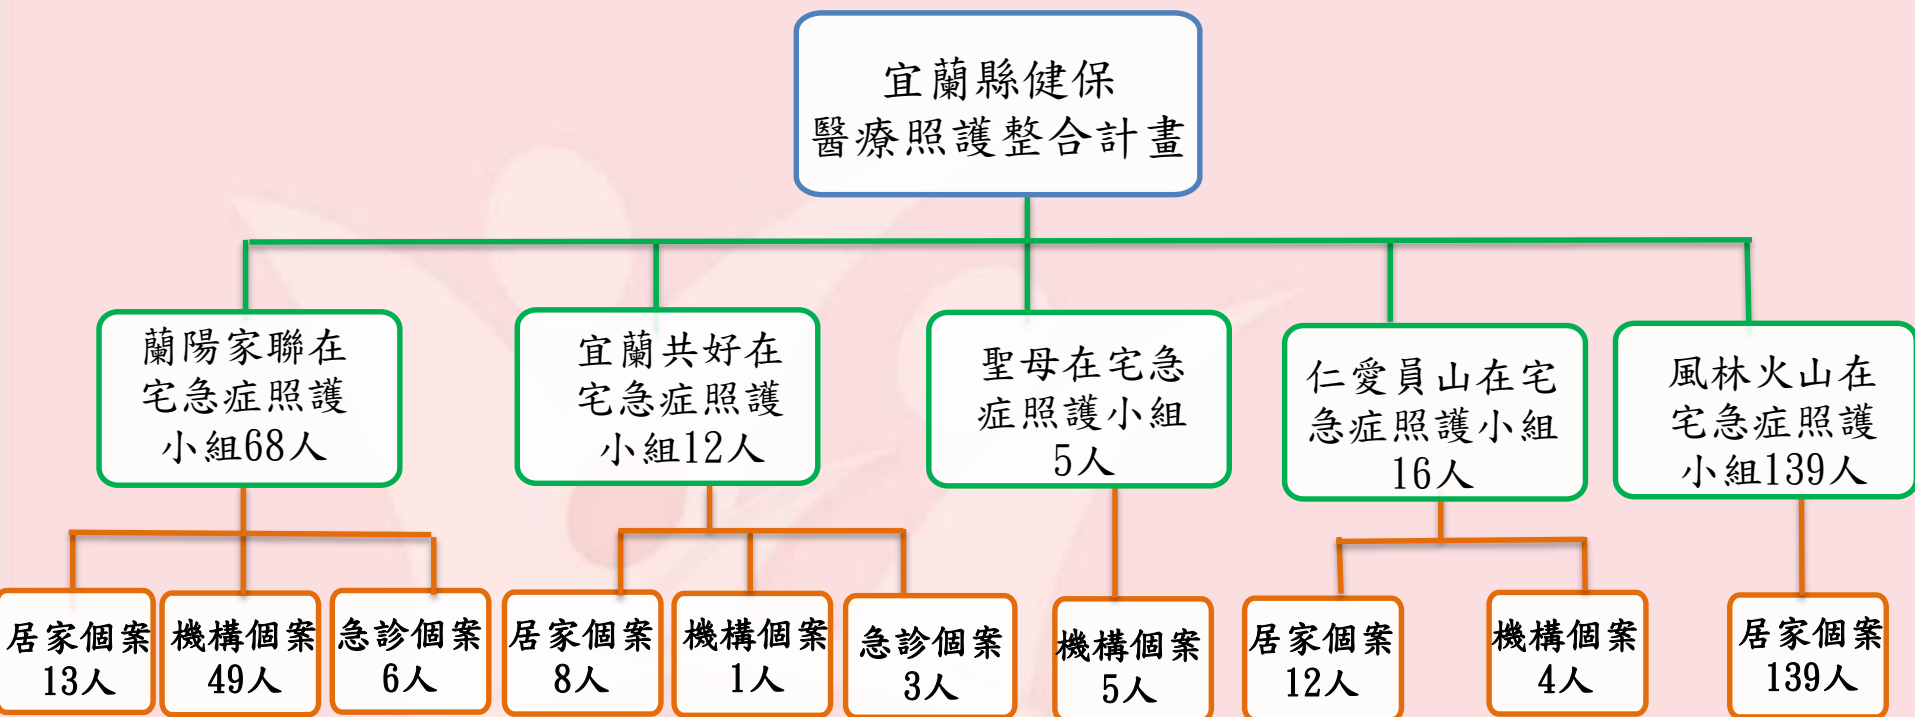 宜蘭縣健保
醫療照護整合計畫
蘭陽家聯在
宅急症照護
小組68人
宜蘭共好在
宅急症照護
小組12人
聖母在宅急
症照護小組
5人
仁愛員山在宅
急症照護小組
16人
風林火山在
宅急症照護
小組139人
居家個案
13人
機構個案
49人
急診個案
6人
居家個案
8人
機構個案
1人
急診個案
3人
機構個案
5人
居家個案
12人
機構個案
4人
居家個案
139人